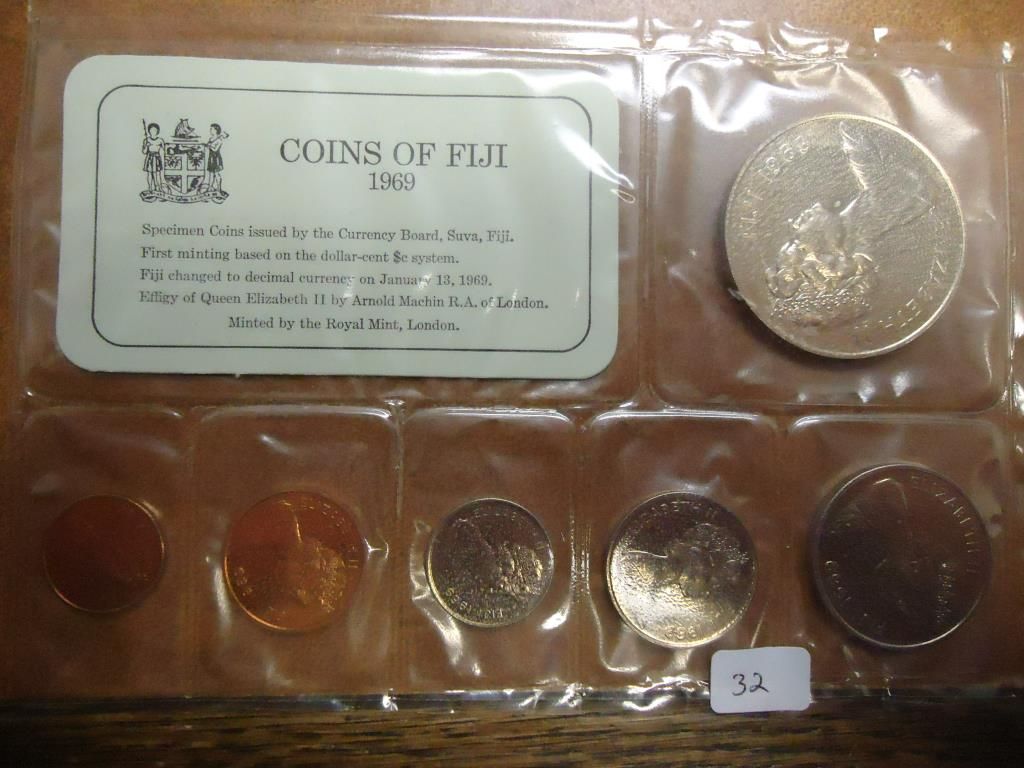 COINS OF FIJI
1969
Specimen Coins issued by the Currency Board, Suva, Fiji.
First minting based on the dollar-cent $c system.
Fiji changed to decimal currency on January 13, 1969.
Effigy of Queen Elizabeth II by Arnold Machin R.A. of London.
Minted by the Royal Mint, London.
32